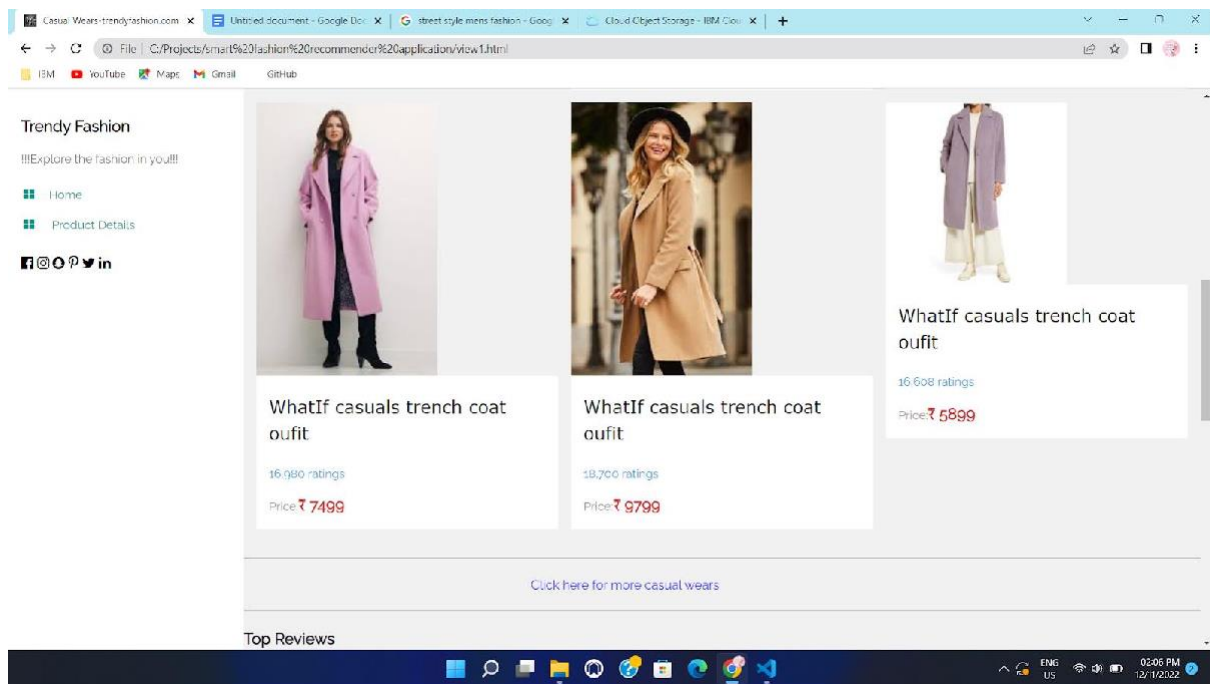 Casual Wears-trendyfashion.com
Untitled document - Google Doc
street style mens fashion - Goog
Cloud Object Storage - IBM Clou
File | C:/Projects/smart%20fashion%20recommender%20application/view1.html
IBM
YouTube
Maps
Gmail
GitHub
Trendy Fashion
!!!Explore the fashion in you!!!
Home
Product Details
WhatIf casuals trench coat
oufit
16,980 ratings
Price:₹ 7499
WhatIf casuals trench coat
oufit
18,700 ratings
Price:₹ 9799
WhatIf casuals trench coat
oufit
16,608 ratings
Price:₹ 5899
Click here for more casual wears
Top Reviews
ENG
US
02:06 PM
12/11/2022